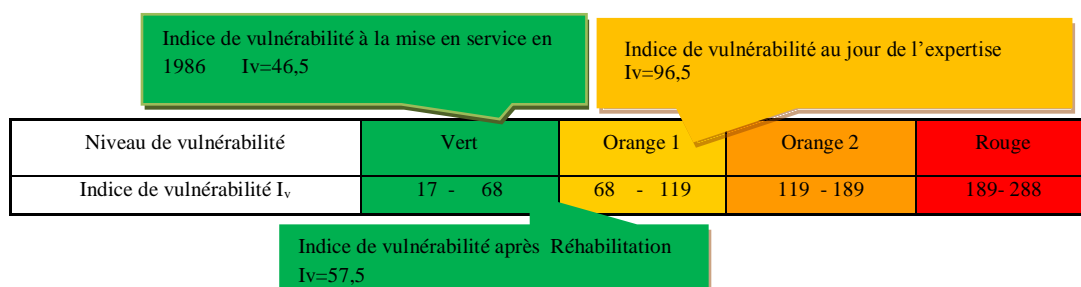 Indice de vulnérabilité à la mise en service en
1986 Iv=46,5
Indice de vulnérabilité au jour de l’expertise
Iv=96,5
Niveau de vulnérabilité Vert Orange 1 Orange 2 Rouge
Indice de vulnérabilité Iv 17 - 68 68 - 119 119 -189 189- 288
Indice de vulnérabilité après Réhabilitation
Iv=57,5